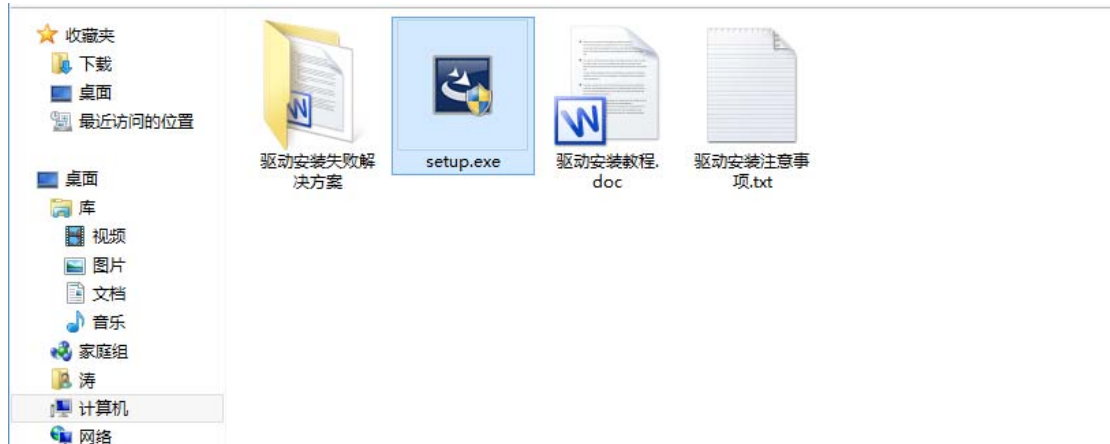 收藏夹
下载
桌面
最近访问的位置
桌面
库
视频
图片
文档
音乐
家庭组
涛
计算机
网络
驱动安装失败解
决方案
setup.exe
驱动安装教程.
doc
驱动安装注意事
项.txt